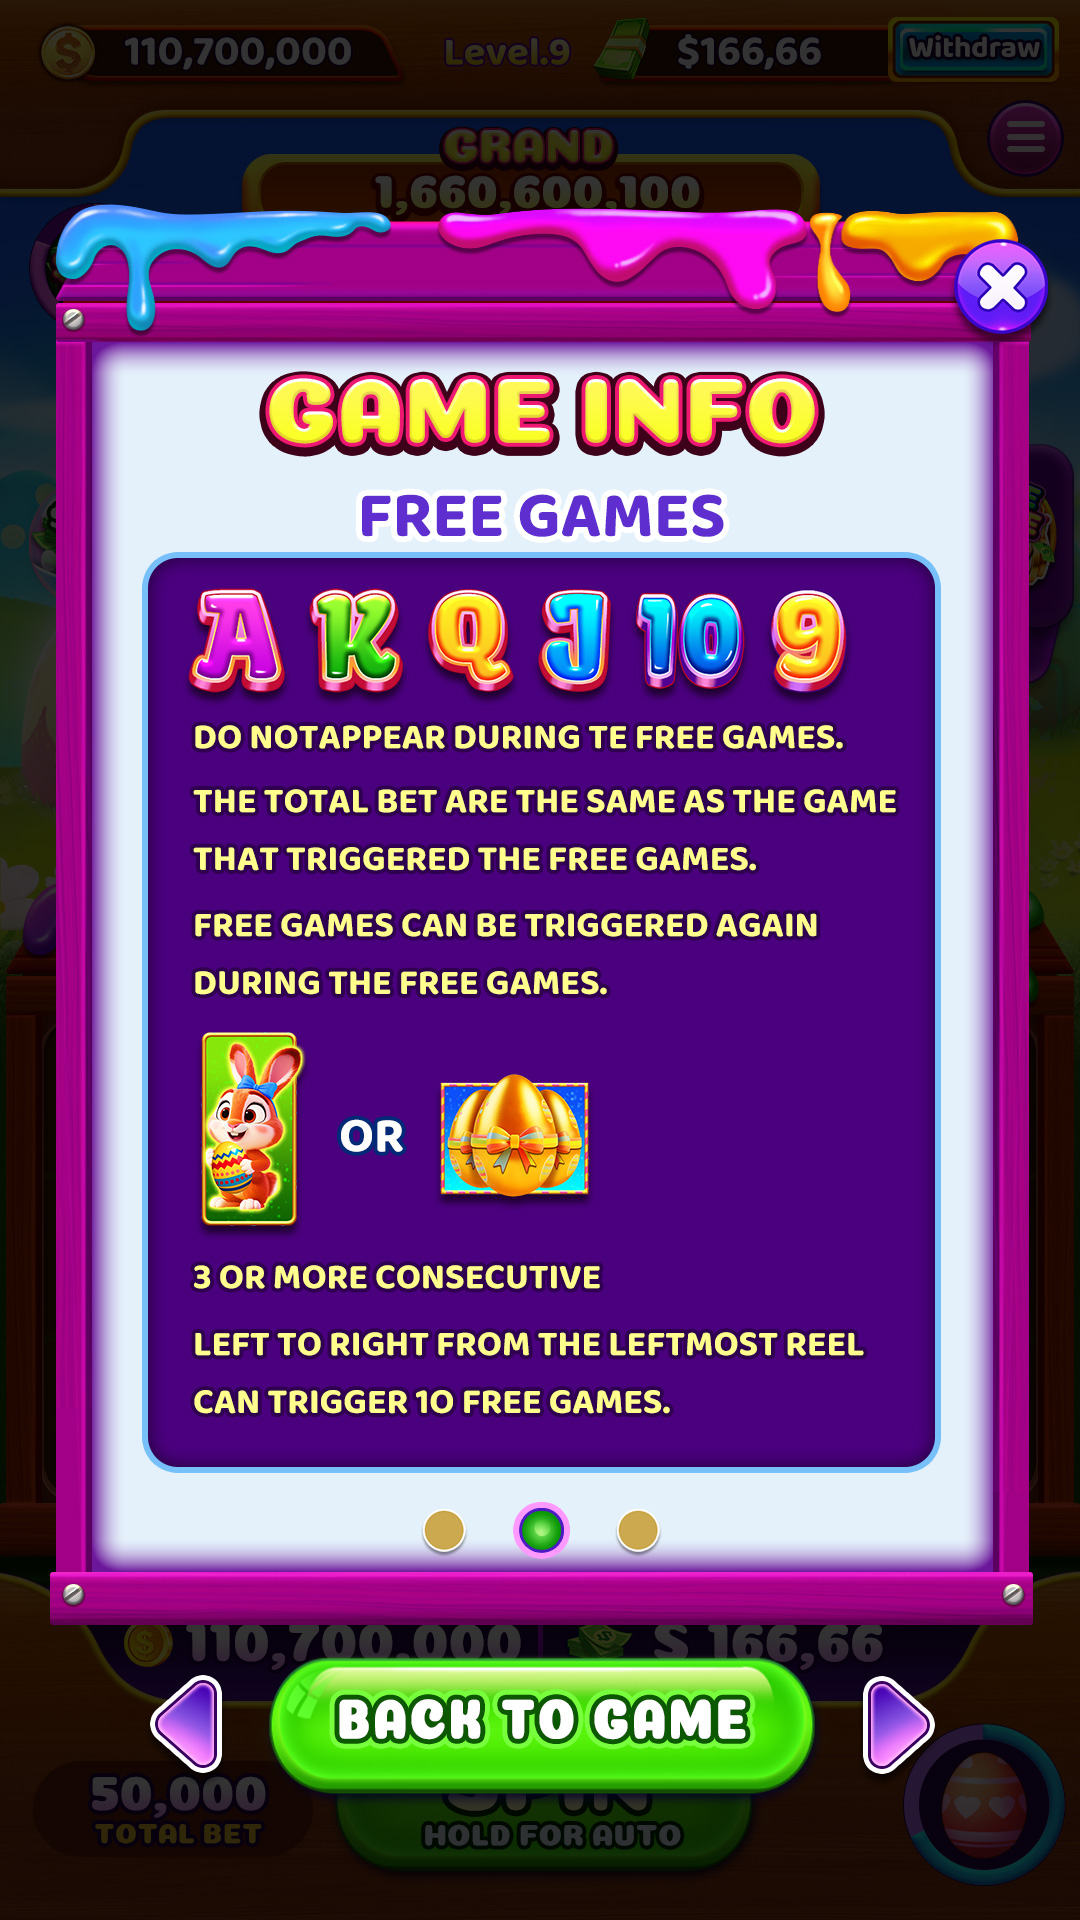 110,700,000 Level.9 $166,66 Withdraw
GRAND
1,660,600,100
GAME INFO
FREE GAMES
A K Q J 10 9
DO NOTAPPEAR DURING TE FREE GAMES.
THE TOTAL BET ARE THE SAME AS THE GAME
THAT TRIGGERED THE FREE GAMES.
FREE GAMES CAN BE TRIGGERED AGAIN
DURING THE FREE GAMES.
OR
3 OR MORE CONSECUTIVE
LEFT TO RIGHT FROM THE LEFTMOST REEL
CAN TRIGGER 10 FREE GAMES.
110,700,000 $ 166,66
BACK TO GAME
50,000
TOTAL BET
SPIN
HOLD FOR AUTO